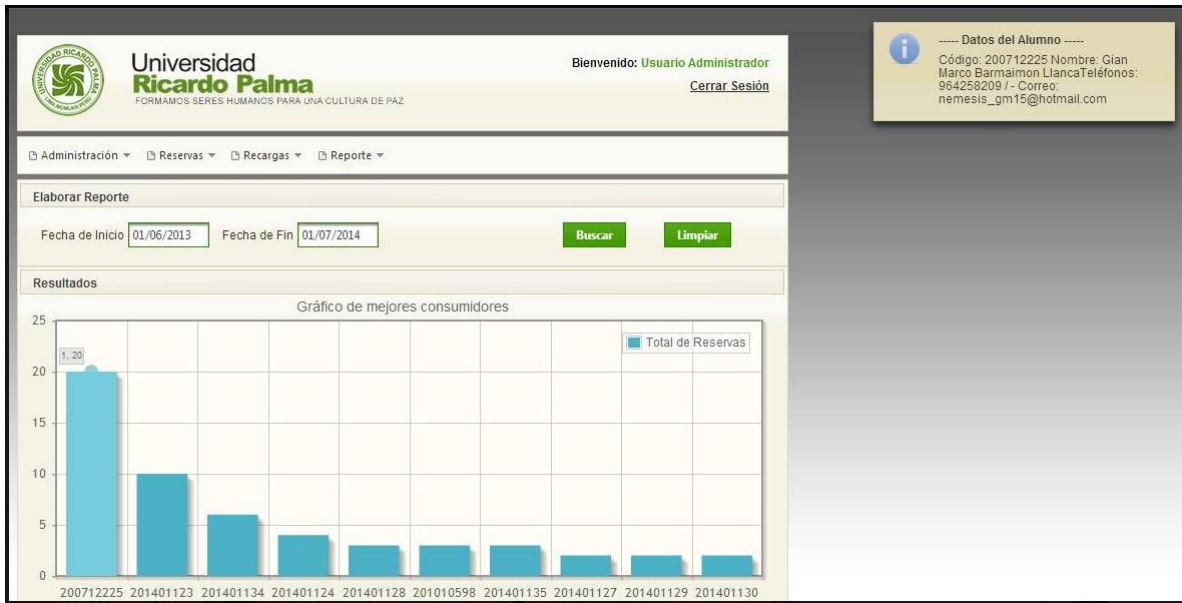 Universidad
Ricardo Palma
FORMAMOS SERES HUMANOS PARA UNA CULTURA DE PAZ
UNIVERSIDAD RICARDO PALMA
Bienvenido: Usuario Administrador
Cerrar Sesión
----- Datos del Alumno -----
Código: 200712225 Nombre: Gian
Marco Barmaimon LlancaTeléfonos:
964258209 / - Correo:
nemesis_gm15@hotmail.com
Administración
Reservas
Recargas
Reporte
Elaborar Reporte
Fecha de Inicio 01/06/2013 Fecha de Fin 01/07/2014 Buscar Limpiar
Resultados
Gráfico de mejores consumidores
Total de Reservas
1, 20
25
20
15
10
5
0
200712225 201401123 201401134 201401124 201401128 201010598 201401135 201401127 201401129 201401130